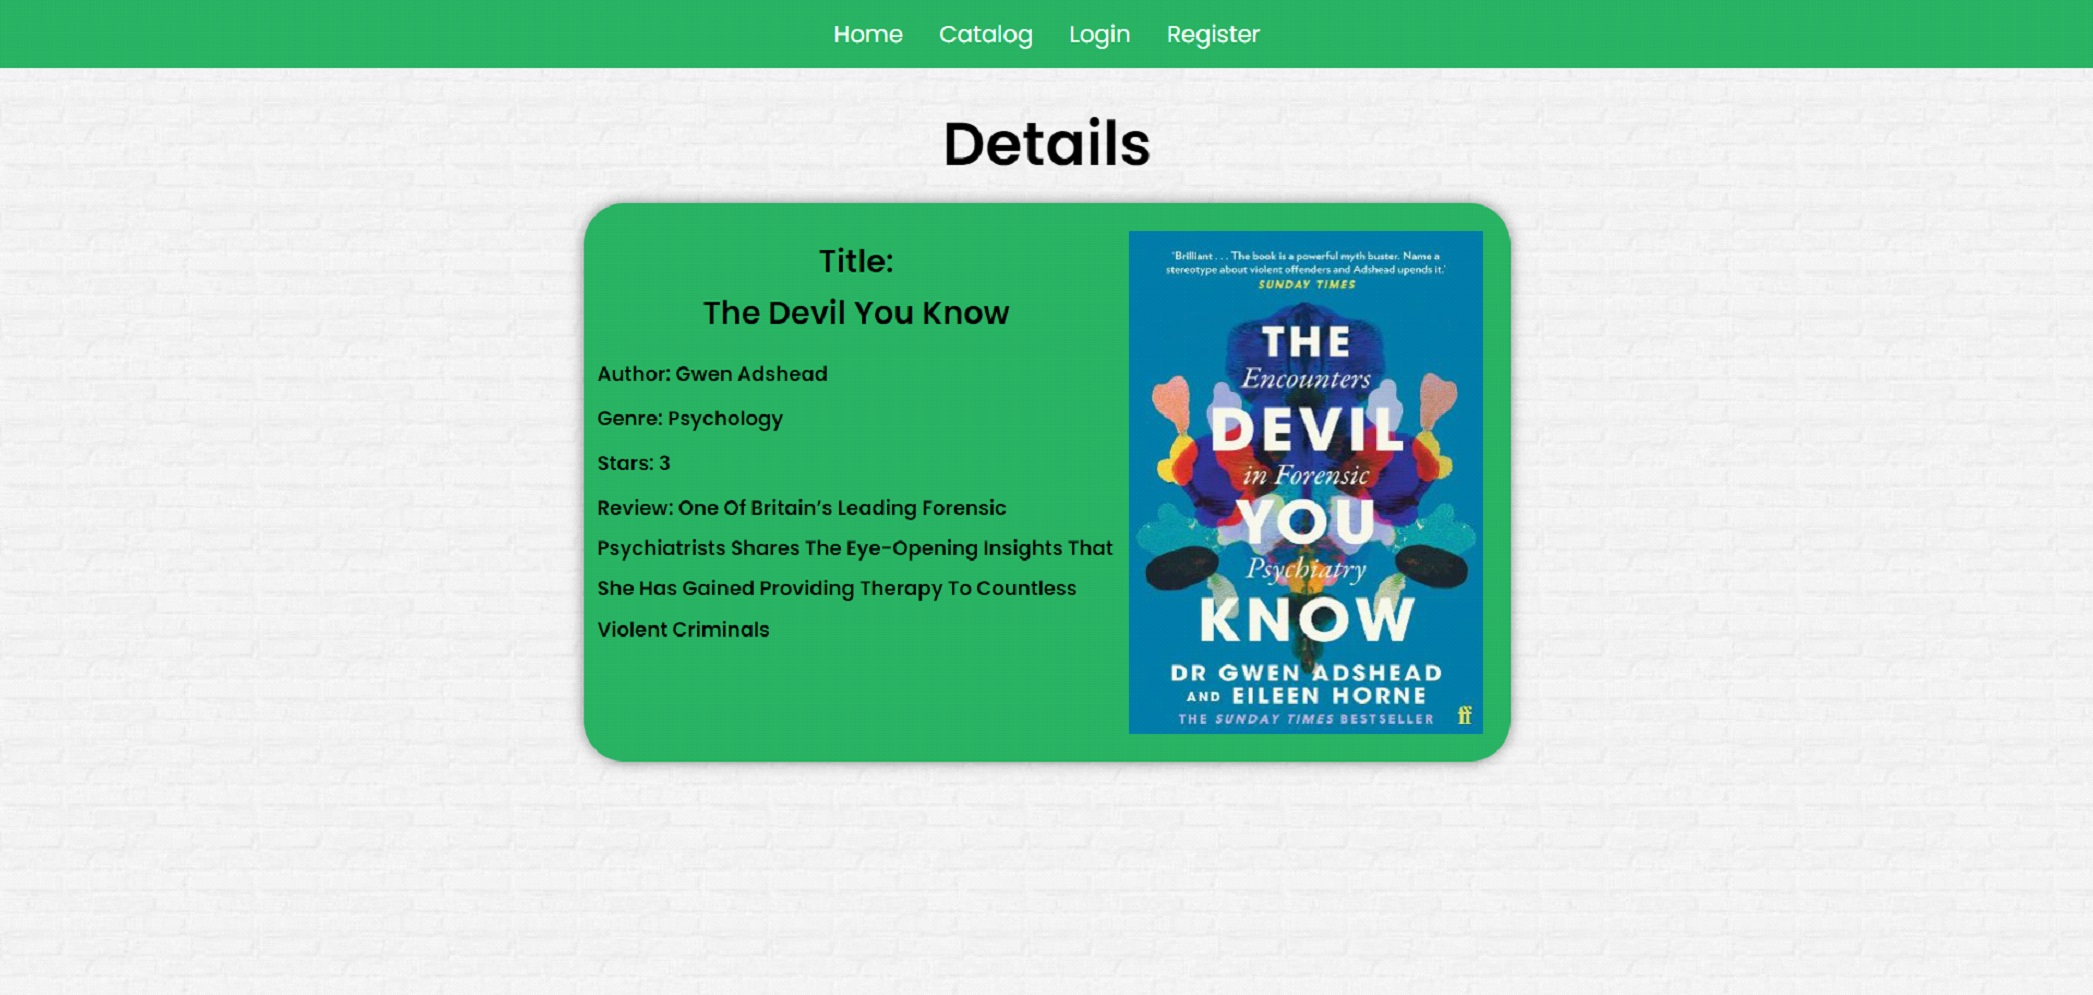 Home Catalog Login Register
Details
Title:
The Devil You Know
Author: Gwen Adshead
Genre: Psychology
Stars: 3
Review: One Of Britain's Leading Forensic
Psychiatrists Shares The Eye-Opening Insights That
She Has Gained Providing Therapy To Countless
Violent Criminals
'Brilliant . . . The book is a powerful myth buster. Name a
stereotype about violent offenders and Adshead upends it.'
SUNDAY TIMES
THE
Encounters
DEVIL
in Forensic
YOU
Psychiatry
KNOW
DR GWEN ADSHEAD
AND EILEEN HORNE
THE SUNDAY TIMES BESTSELLER
ff